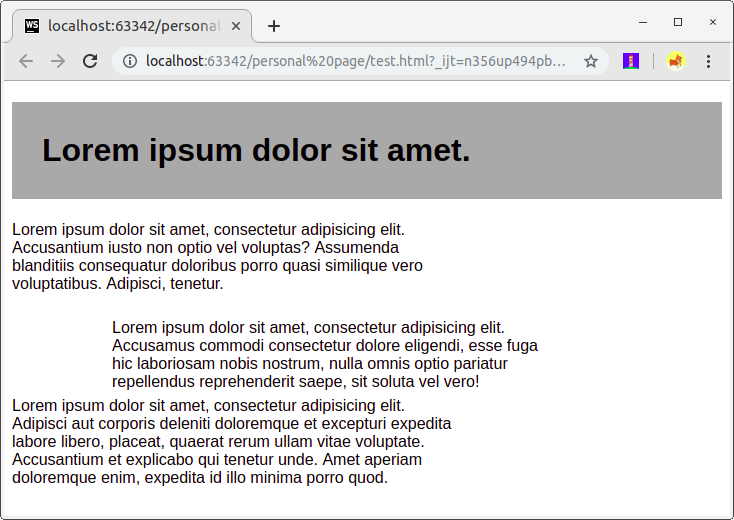 WS localhost:63342/personal
localhost:63342/personal%20page/test.html?_ijt=n356up494pb...
Lorem ipsum dolor sit amet.
Lorem ipsum dolor sit amet, consectetur adipisicing elit.
Accusantium iusto non optio vel voluptas? Assumenda
blanditiis consequatur doloribus porro quasi similique vero
voluptatibus. Adipisci, tenetur.
Lorem ipsum dolor sit amet, consectetur adipisicing elit.
Accusamus commodi consectetur dolore eligendi, esse fuga
hic laboriosam nobis nostrum, nulla omnis optio pariatur
repellendus reprehenderit saepe, sit soluta vel vero!
Lorem ipsum dolor sit amet, consectetur adipisicing elit.
Adipisci aut corporis deleniti doloremque et excepturi expedita
labore libero, placeat, quaerat rerum ullam vitae voluptate.
Accusantium et explicabo qui tenetur unde. Amet aperiam
doloremque enim, expedita id illo minima porro quod.